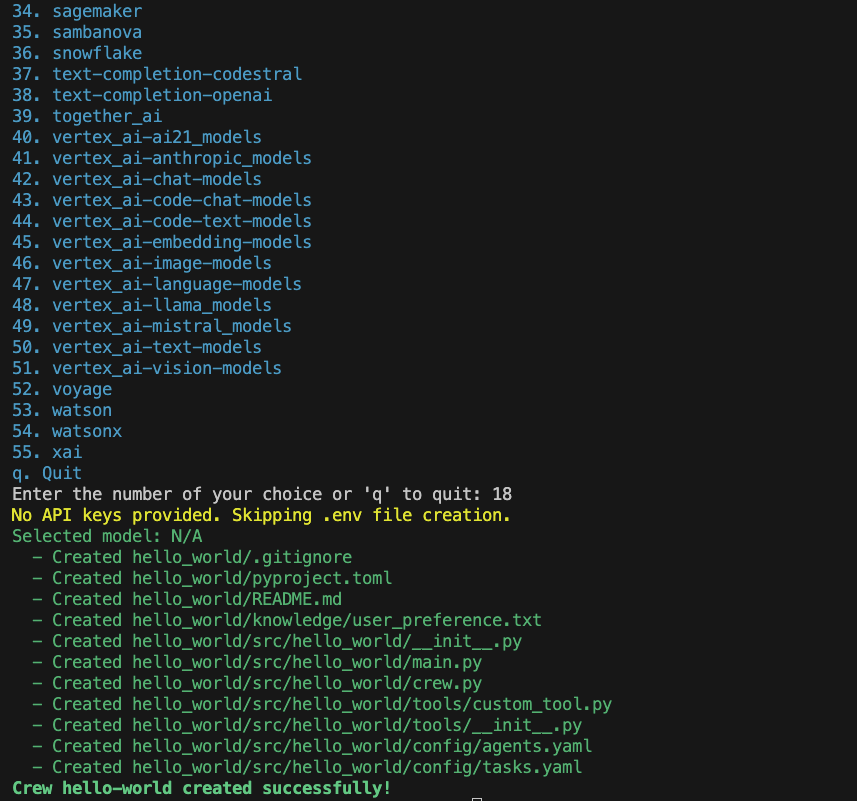 34. sagemaker
35. sambanova
36. snowflake
37. text-completion-codestral
38. text-completion-openai
39. together_ai
40. vertex_ai-ai21_models
41. vertex_ai-anthropic_models
42. vertex_ai-chat-models
43. vertex_ai-code-chat-models
44. vertex_ai-code-text-models
45. vertex_ai-embedding-models
46. vertex_ai-image-models
47. vertex_ai-language-models
48. vertex_ai-llama_models
49. vertex_ai-mistral_models
50. vertex_ai-text-models
51. vertex_ai-vision-models
52. voyage
53. watson
54. watsonx
55. xai
q. Quit
Enter the number of your choice or 'q' to quit: 18
No API keys provided. Skipping .env file creation.
Selected model: N/A
  - Created hello_world/.gitignore
  - Created hello_world/pyproject.toml
  - Created hello_world/README.md
  - Created hello_world/knowledge/user_preference.txt
  - Created hello_world/src/hello_world/__init__.py
  - Created hello_world/src/hello_world/main.py
  - Created hello_world/src/hello_world/crew.py
  - Created hello_world/src/hello_world/tools/custom_tool.py
  - Created hello_world/src/hello_world/tools/__init__.py
  - Created hello_world/src/hello_world/config/agents.yaml
  - Created hello_world/src/hello_world/config/tasks.yaml
Crew hello-world created successfully!